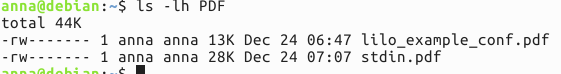 anna@debian:~$ ls -lh PDF
total 44K
-rw------- 1 anna anna 13K Dec 24 06:47 lilo_example_conf.pdf
-rw------- 1 anna anna 28K Dec 24 07:07 stdin.pdf
anna@debian:~$